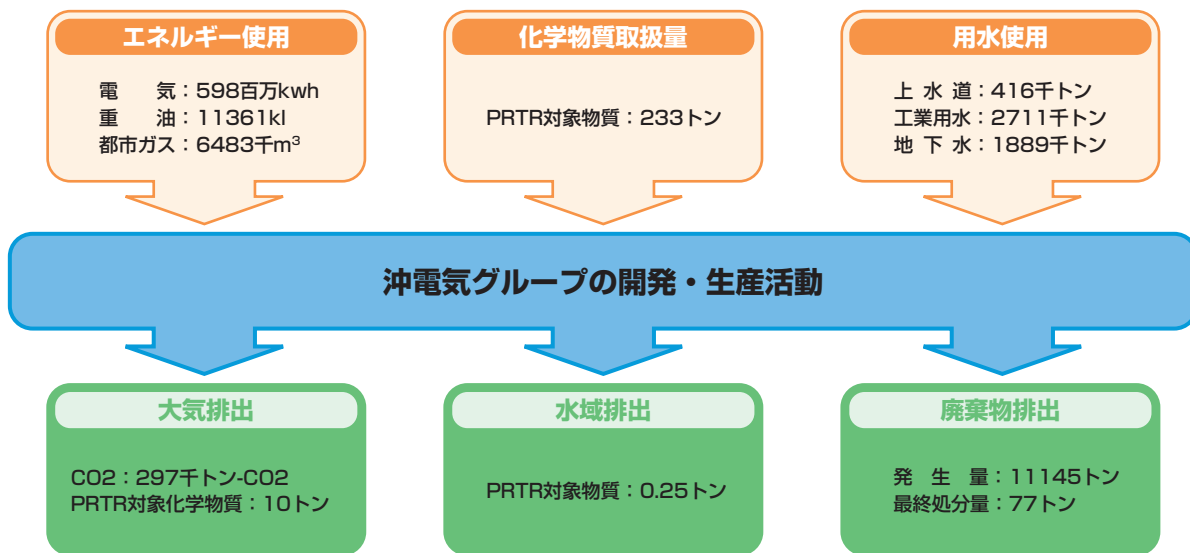 エネルギー使用
電　　気：598百万kwh
重　　油：11361kl
都市ガス：6483千m³
化学物質取扱量
PRTR対象物質：233トン
用水使用
上 水 道：416千トン
工業用水：2711千トン
地 下 水：1889千トン
沖電気グループの開発・生産活動
大気排出
CO2：297千トン-CO2
PRTR対象化学物質：10トン
水域排出
PRTR対象物質：0.25トン
廃棄物排出
発 生 量：11145トン
最終処分量：77トン